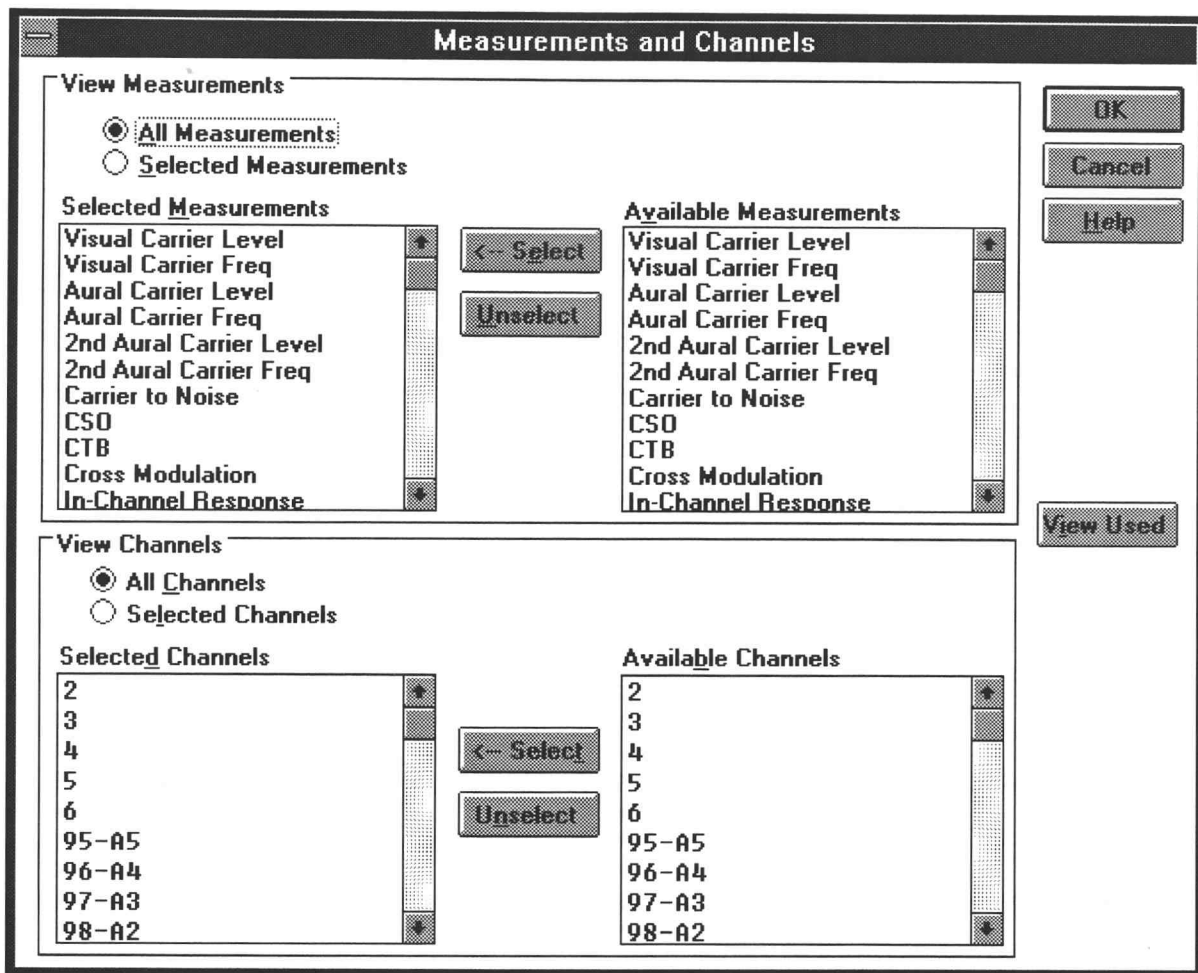 Measurements and Channels
View Measurements
All Measurements
Selected Measurements
Selected Measurements
Visual Carrier Level
Visual Carrier Freq
Aural Carrier Level
Aural Carrier Freq
2nd Aural Carrier Level
2nd Aural Carrier Freq
Carrier to Noise
CSO
CTB
Cross Modulation
In-Channel Response
<-- Select
Unselect
Available Measurements
Visual Carrier Level
Visual Carrier Freq
Aural Carrier Level
Aural Carrier Freq
2nd Aural Carrier Level
2nd Aural Carrier Freq
Carrier to Noise
CSO
CTB
Cross Modulation
In-Channel Response
OK
Cancel
Help
View Used
View Channels
All Channels
Selected Channels
Selected Channels
2
3
4
5
6
95-A5
96-A4
97-A3
98-A2
<-- Select
Unselect
Available Channels
2
3
4
5
6
95-A5
96-A4
97-A3
98-A2